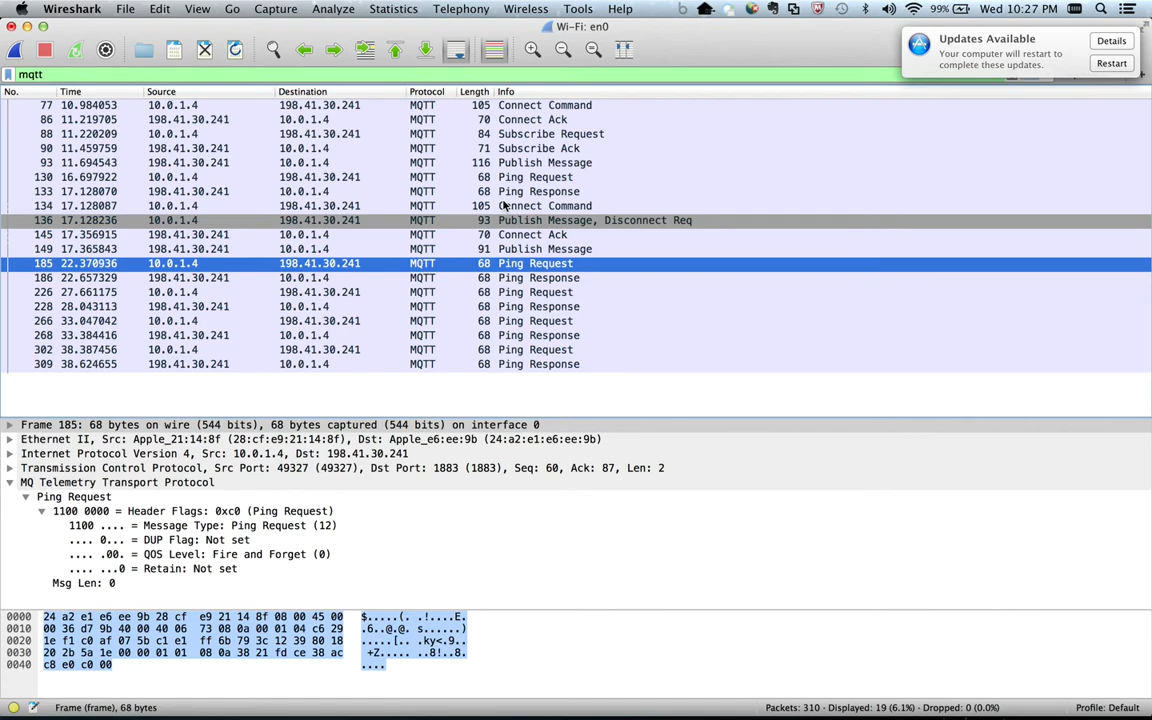 Wireshark File Edit View Go Capture Analyze Statistics Telephony Wireless Tools Help 99% Wed 10:27 PM
Wi-Fi: en0
Updates Available
Your computer will restart to complete these updates.
Details
Restart
mqtt
No. Time Source Destination Protocol Length Info
77 10.984053 10.0.1.4 198.41.30.241 MQTT 105 Connect Command
86 11.219705 198.41.30.241 10.0.1.4 MQTT 70 Connect Ack
88 11.220209 10.0.1.4 198.41.30.241 MQTT 84 Subscribe Request
90 11.459759 198.41.30.241 10.0.1.4 MQTT 71 Subscribe Ack
93 11.694543 198.41.30.241 10.0.1.4 MQTT 116 Publish Message
130 16.697922 10.0.1.4 198.41.30.241 MQTT 68 Ping Request
133 17.128070 198.41.30.241 10.0.1.4 MQTT 68 Ping Response
134 17.128087 10.0.1.4 198.41.30.241 MQTT 105 Connect Command
136 17.128236 10.0.1.4 198.41.30.241 MQTT 93 Publish Message, Disconnect Req
145 17.356915 198.41.30.241 10.0.1.4 MQTT 70 Connect Ack
149 17.365843 198.41.30.241 10.0.1.4 MQTT 91 Publish Message
185 22.370936 10.0.1.4 198.41.30.241 MQTT 68 Ping Request
186 22.657329 198.41.30.241 10.0.1.4 MQTT 68 Ping Response
226 27.661175 10.0.1.4 198.41.30.241 MQTT 68 Ping Request
228 28.043113 198.41.30.241 10.0.1.4 MQTT 68 Ping Response
266 33.047042 10.0.1.4 198.41.30.241 MQTT 68 Ping Request
268 33.384416 198.41.30.241 10.0.1.4 MQTT 68 Ping Response
302 38.387456 10.0.1.4 198.41.30.241 MQTT 68 Ping Request
309 38.624655 198.41.30.241 10.0.1.4 MQTT 68 Ping Response
Frame 185: 68 bytes on wire (544 bits), 68 bytes captured (544 bits) on interface 0
Ethernet II, Src: Apple_21:14:8f (28:cf:e9:21:14:8f), Dst: Apple_e6:ee:9b (24:a2:e1:e6:ee:9b)
Internet Protocol Version 4, Src: 10.0.1.4, Dst: 198.41.30.241
Transmission Control Protocol, Src Port: 49327 (49327), Dst Port: 1883 (1883), Seq: 60, Ack: 87, Len: 2
MQ Telemetry Transport Protocol
Ping Request
1100 0000 = Header Flags: 0xc0 (Ping Request)
1100 .... = Message Type: Ping Request (12)
.... 0... = DUP Flag: Not set
.... .00. = QOS Level: Fire and Forget (0)
.... ...0 = Retain: Not set
Msg Len: 0
0000 24 a2 e1 e6 ee 9b 28 cf e9 21 14 8f 08 00 45 00 $.....(. .!....E.
0010 00 36 d7 9b 40 00 40 06 73 08 0a 00 01 04 c6 29 .6..@.@. s......)
0020 1e f1 c0 af 07 5b c1 e1 ff 6b 79 3c 12 39 80 18 .....[.. .ky<.9..
0030 20 2b 5a 1e 00 00 01 01 08 0a 38 21 fd ce 38 ac +Z..... ..8!..8.
0040 c8 e0 c0 00 ....
Frame (frame), 68 bytes Packets: 310 · Displayed: 19 (6.1%) · Dropped: 0 (0.0%) Profile: Default